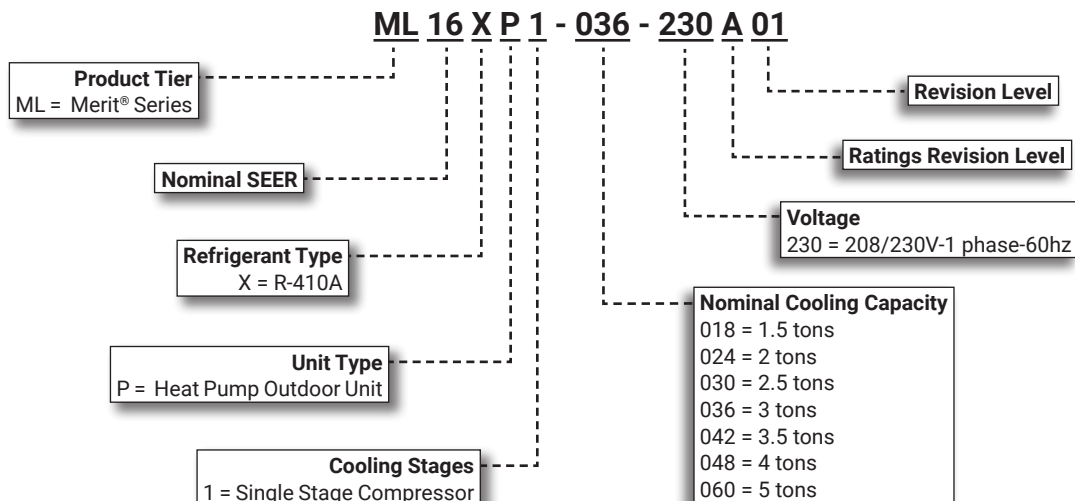 ML 16 X P 1 - 036 - 230 A 01
Product Tier
ML = Merit® Series
Nominal SEER
Refrigerant Type
X = R-410A
Unit Type
P = Heat Pump Outdoor Unit
Cooling Stages
1 = Single Stage Compressor
Revision Level
Ratings Revision Level
Voltage
230 = 208/230V-1 phase-60hz
Nominal Cooling Capacity
018 = 1.5 tons
024 = 2 tons
030 = 2.5 tons
036 = 3 tons
042 = 3.5 tons
048 = 4 tons
060 = 5 tons